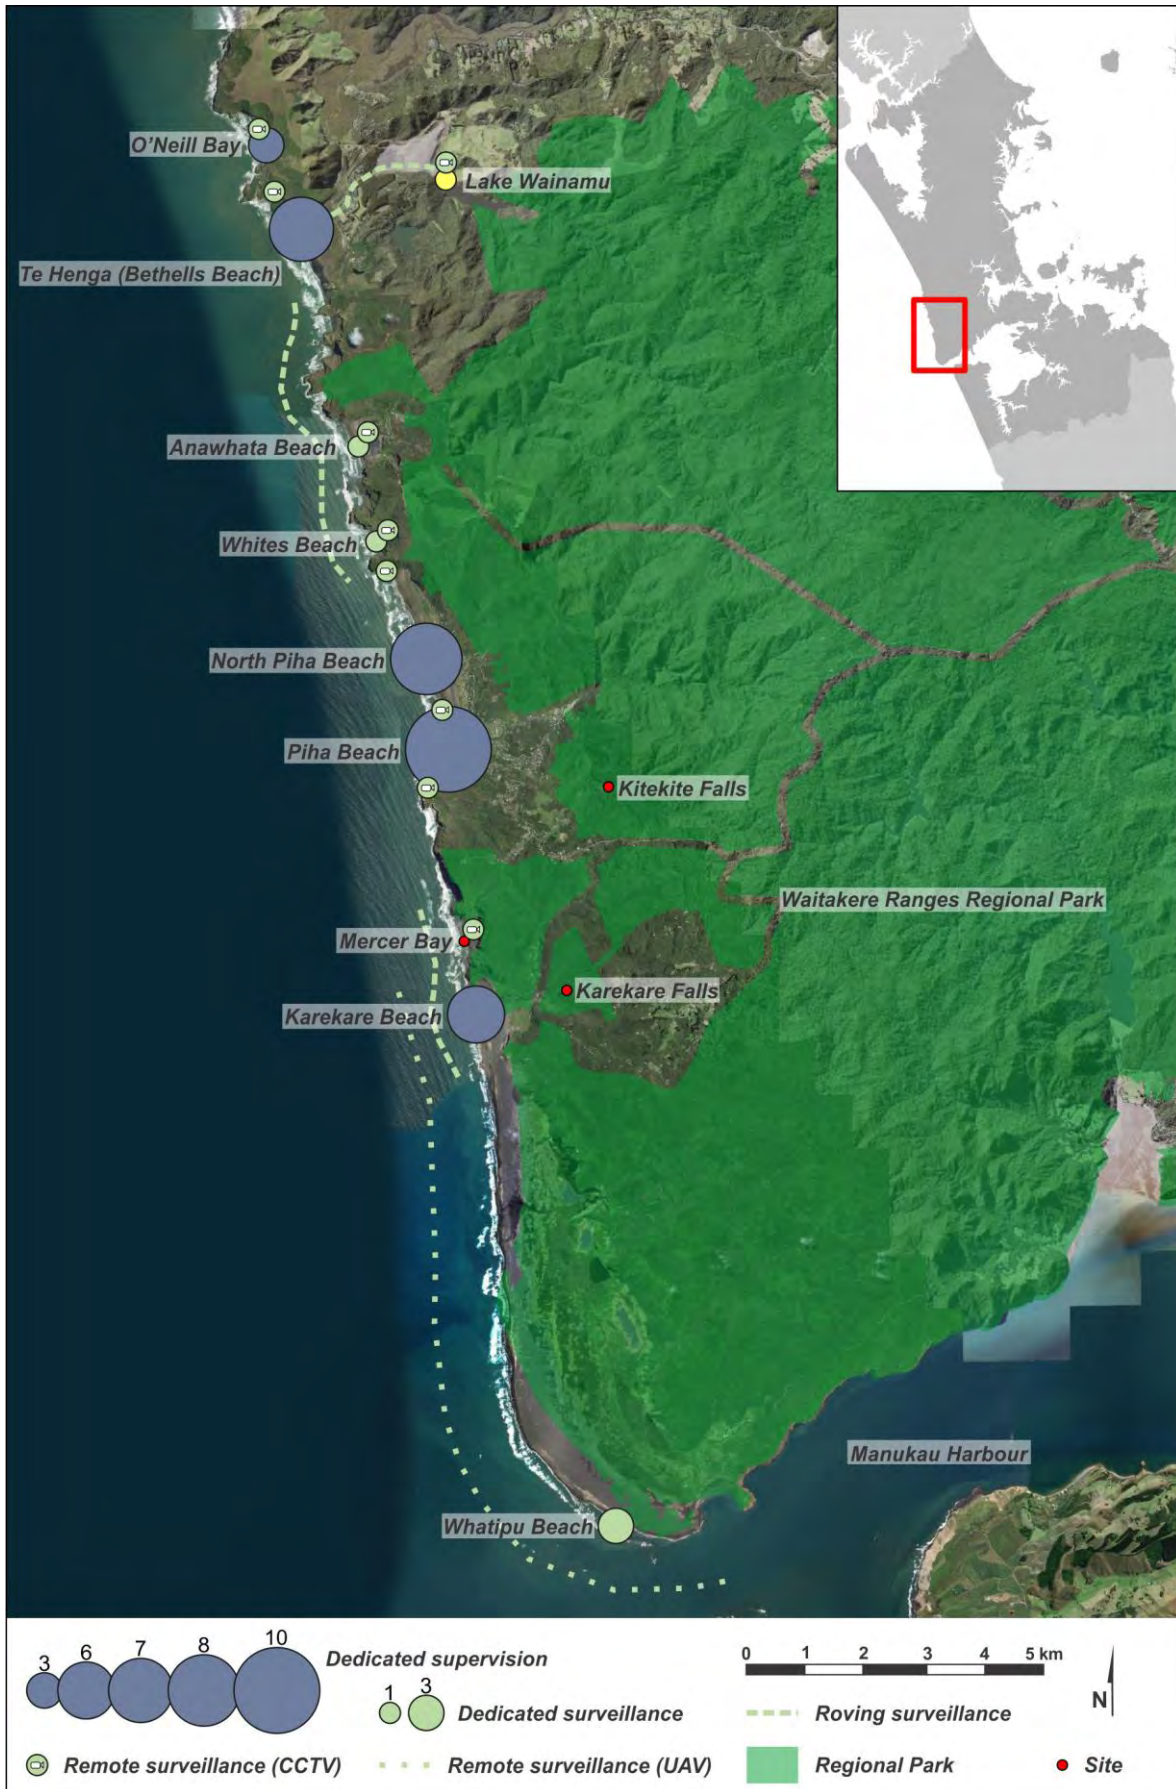 O'Neill Bay
Lake Wainamu
Te Henga (Bethells Beach)
Anawhata Beach
Whites Beach
North Piha Beach
Piha Beach
Kitekite Falls
Waitakere Ranges Regional Park
Mercer Bay
Karekare Falls
Karekare Beach
Manukau Harbour
Whatipu Beach
3 6 7 8 10
Dedicated supervision
1 3
Dedicated surveillance
0 1 2 3 4 5 km
N
Roving surveillance
Remote surveillance (CCTV)
Remote surveillance (UAV)
Regional Park
Site